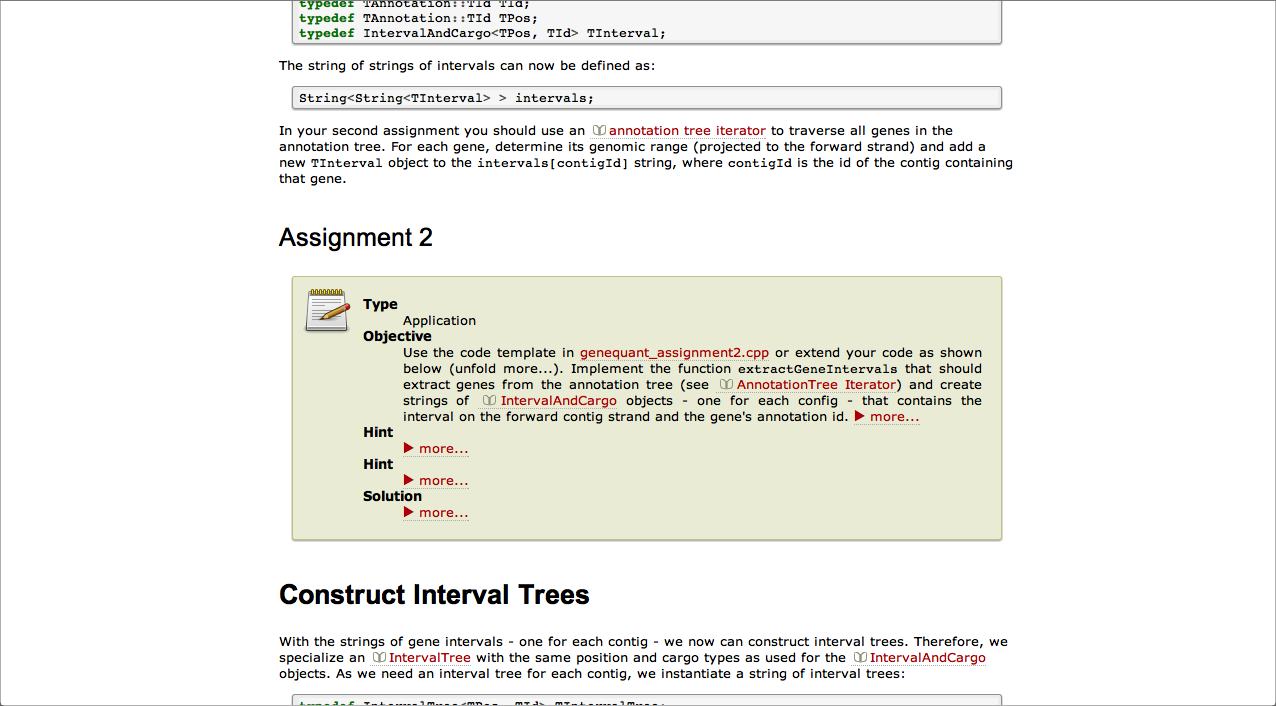 typedef TAnnotation::TId TId;
typedef TAnnotation::TId TPos;
typedef IntervalAndCargo<TPos, TId> TInterval;
The string of strings of intervals can now be defined as:
String<String<TInterval> > intervals;
In your second assignment you should use an annotation tree iterator to traverse all genes in the
annotation tree. For each gene, determine its genomic range (projected to the forward strand) and add a
new TInterval object to the intervals[contigId] string, where contigId is the id of the contig containing
that gene.
Assignment 2
Type
Application
Objective
Use the code template in genequant_assignment2.cpp or extend your code as shown
below (unfold more...). Implement the function extractGeneIntervals that should
extract genes from the annotation tree (see AnnotationTree Iterator) and create
strings of IntervalAndCargo objects - one for each config - that contains the
interval on the forward contig strand and the gene's annotation id. more...
Hint
more...
Hint
more...
Solution
more...
Construct Interval Trees
With the strings of gene intervals - one for each contig - we now can construct interval trees. Therefore, we
specialize an IntervalTree with the same position and cargo types as used for the IntervalAndCargo
objects. As we need an interval tree for each contig, we instantiate a string of interval trees:
typedef IntervalTree<TPos, TId> TIntervalTree;